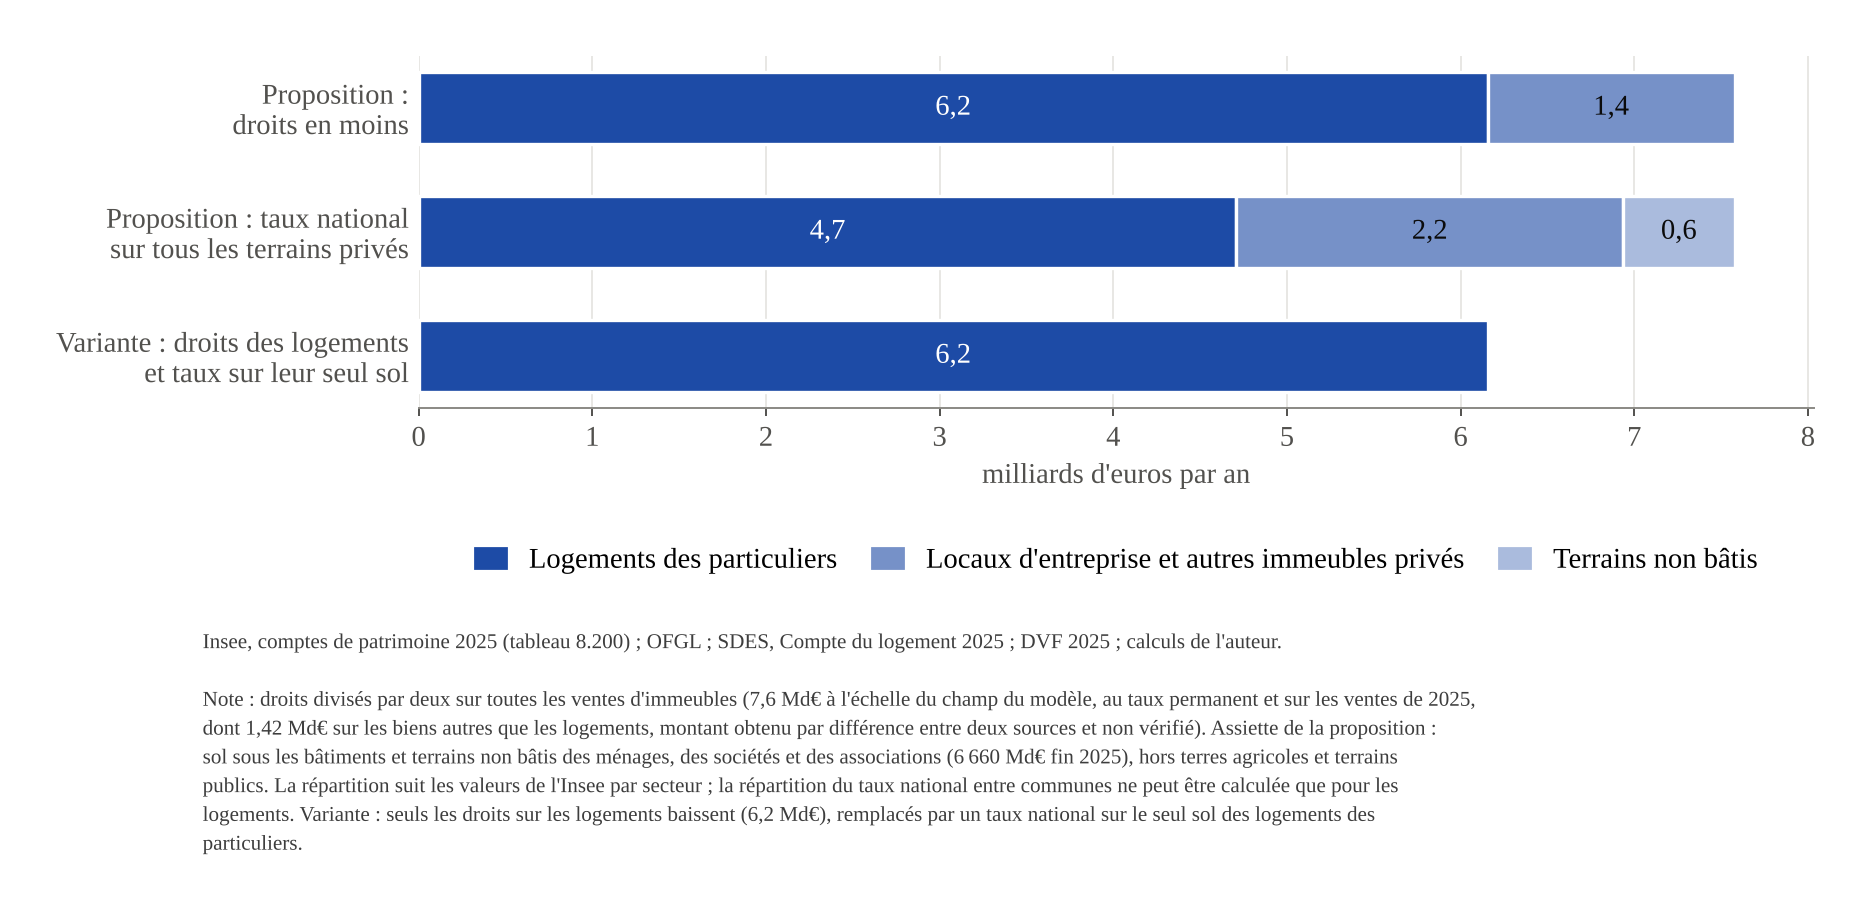 Proposition :
droits en moins
6,2
1,4
Proposition : taux national
sur tous les terrains privés
4,7
2,2
0,6
Variante : droits des logements
et taux sur leur seul sol
6,2
0 1 2 3 4 5 6 7 8
milliards d'euros par an
Logements des particuliers
Locaux d'entreprise et autres immeubles privés
Terrains non bâtis
Insee, comptes de patrimoine 2025 (tableau 8.200) ; OFGL ; SDES, Compte du logement 2025 ; DVF 2025 ; calculs de l'auteur.
Note : droits divisés par deux sur toutes les ventes d'immeubles (7,6 Md€ à l'échelle du champ du modèle, au taux permanent et sur les ventes de 2025,
dont 1,42 Md€ sur les biens autres que les logements, montant obtenu par différence entre deux sources et non vérifié). Assiette de la proposition :
sol sous les bâtiments et terrains non bâtis des ménages, des sociétés et des associations (6 660 Md€ fin 2025), hors terres agricoles et terrains
publics. La répartition suit les valeurs de l'Insee par secteur ; la répartition du taux national entre communes ne peut être calculée que pour les
logements. Variante : seuls les droits sur les logements baissent (6,2 Md€), remplacés par un taux national sur le seul sol des logements des
particuliers.